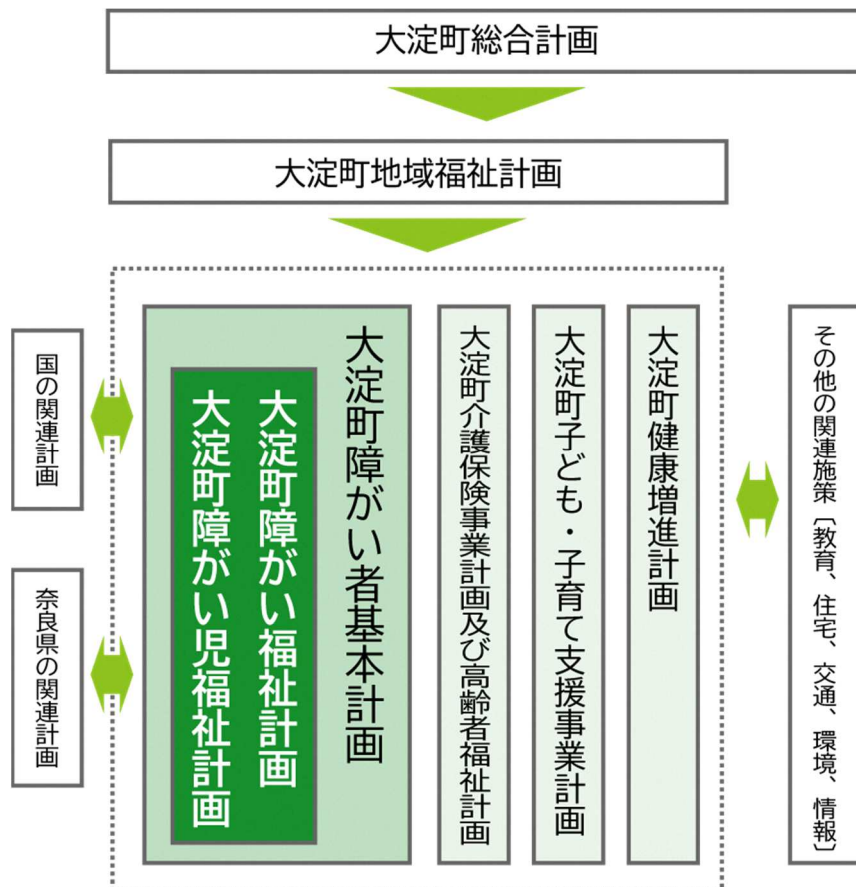 大淀町総合計画
大淀町地域福祉計画
国の関連計画
奈良県の関連計画
大淀町障がい者基本計画
大淀町障がい福祉計画
大淀町障がい児福祉計画
大淀町介護保険事業計画及び高齢者福祉計画
大淀町子ども・子育て支援事業計画
大淀町健康増進計画
その他の関連施策〔教育、住宅、交通、環境、情報〕